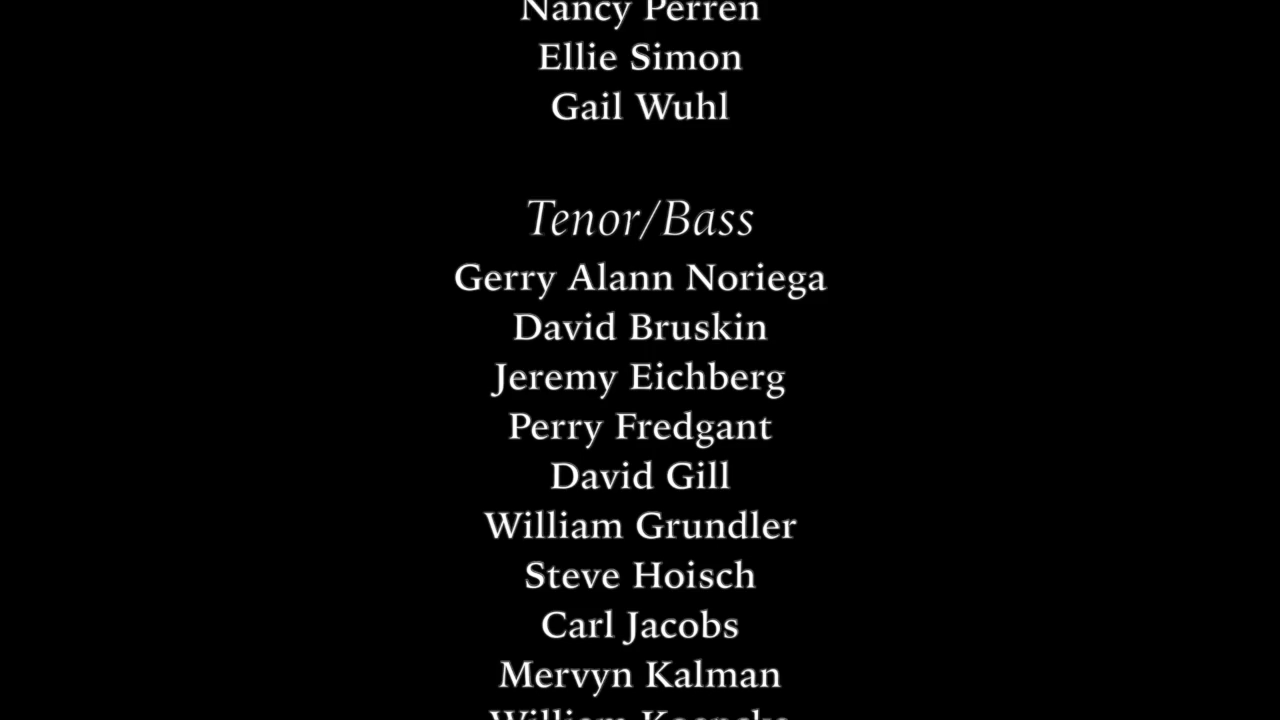 Nancy Perren
Ellie Simon
Gail Wuhl
Tenor/Bass
Gerry Alann Noriega
David Bruskin
Jeremy Eichberg
Perry Fredgant
David Gill
William Grundler
Steve Hoisch
Carl Jacobs
Mervyn Kalman
William